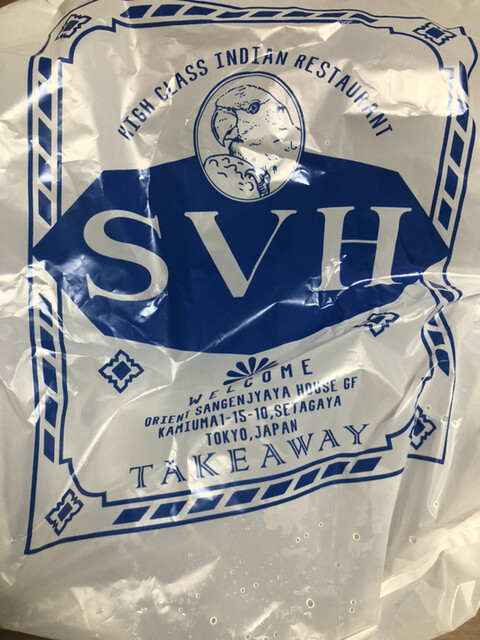 HIGH CLASS INDIAN RESTAURANT
SVH
WELCOME
ORIENT SANGENJYAYA HOUSE GF
KAMIUMA1-15-10,SETAGAYA
TOKYO,JAPAN
TAKEAWAY